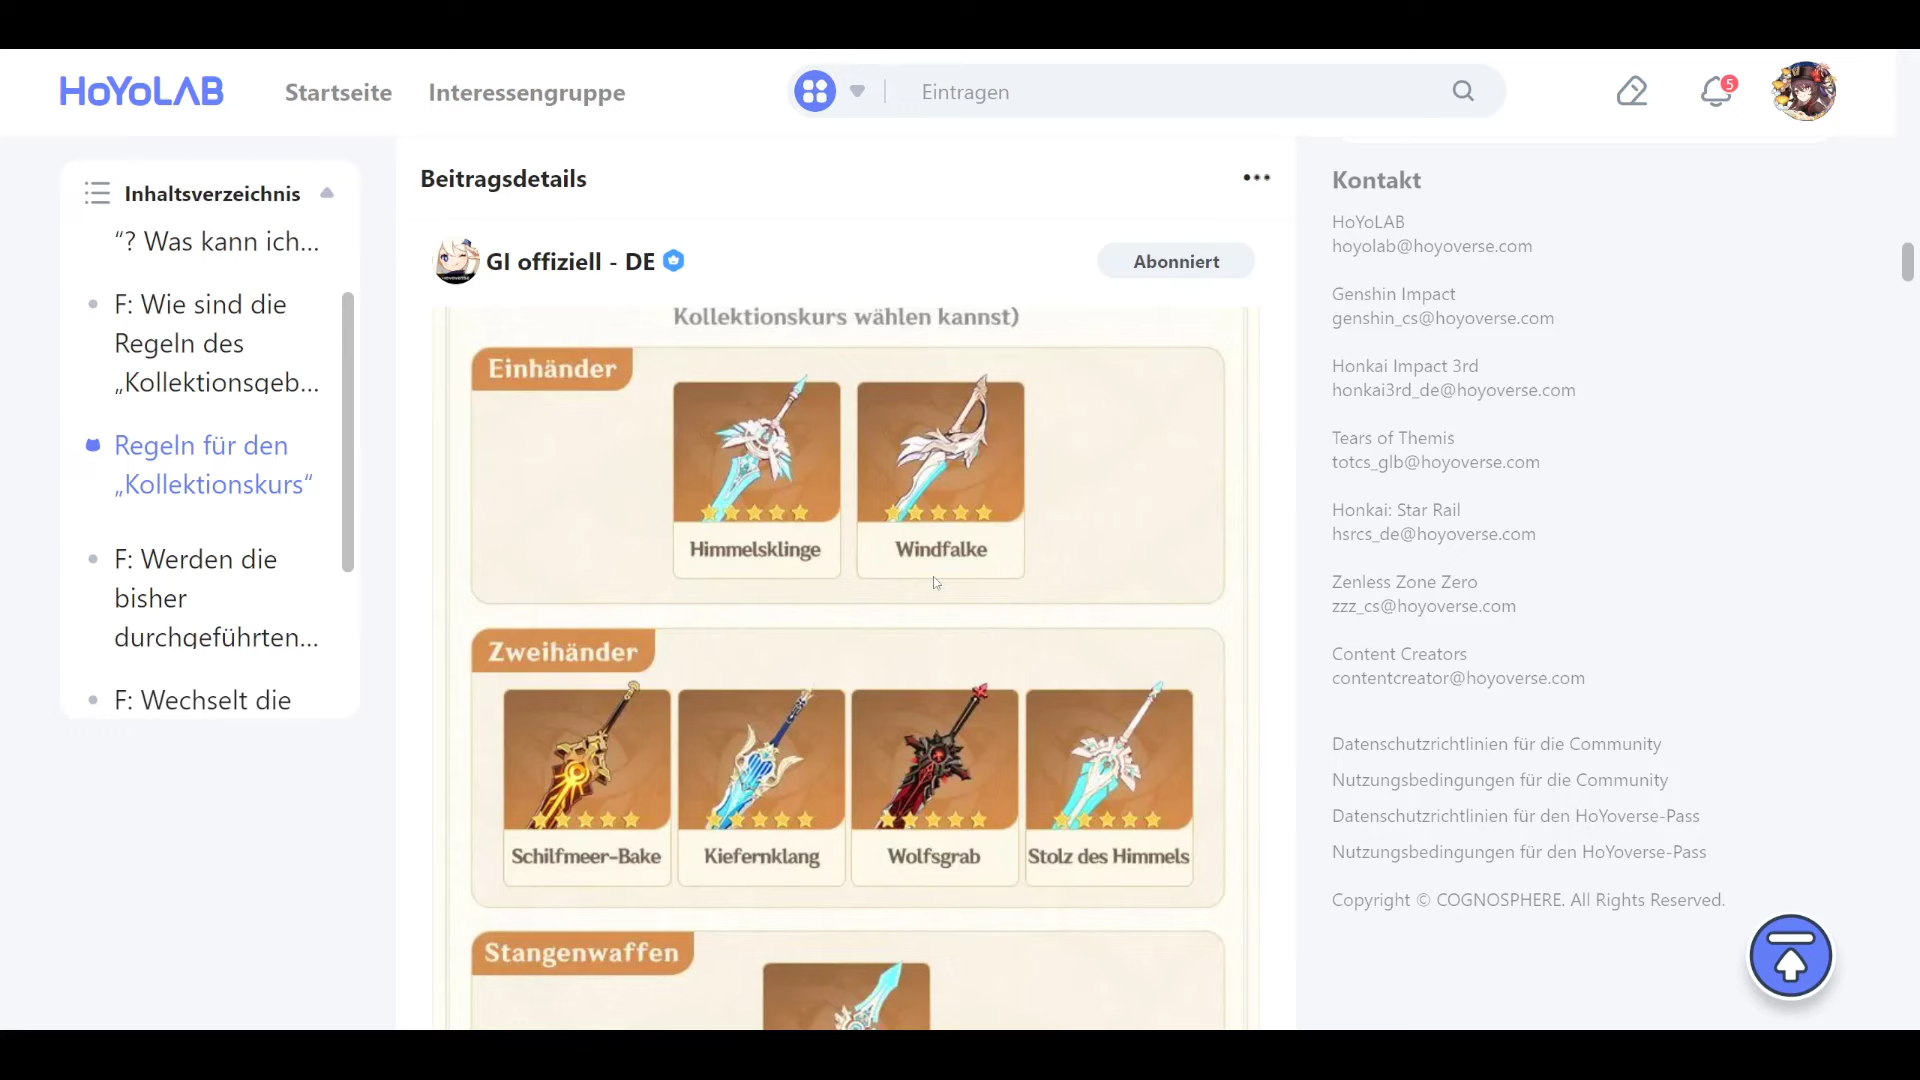 HoYoLAB
Startseite
Interessengruppe
Eintragen
5
Inhaltsverzeichnis
“? Was kann ich...
F: Wie sind die
Regeln des
„Kollektionsgeb...
Regeln für den
„Kollektionskurs“
F: Werden die
bisher
durchgeführten...
F: Wechselt die
Beitragsdetails
GI offiziell - DE
Abonniert
Kollektionskurs wählen kannst)
Einhänder
Himmelsklinge
Windfalke
Zweihänder
Schilfmeer-Bake
Kiefernklang
Wolfsgrab
Stolz des Himmels
Stangenwaffen
Kontakt
HoYoLAB
hoyolab@hoyoverse.com
Genshin Impact
genshin_cs@hoyoverse.com
Honkai Impact 3rd
honkai3rd_de@hoyoverse.com
Tears of Themis
totcs_glb@hoyoverse.com
Honkai: Star Rail
hsrcs_de@hoyoverse.com
Zenless Zone Zero
zzz_cs@hoyoverse.com
Content Creators
contentcreator@hoyoverse.com
Datenschutzrichtlinien für die Community
Nutzungsbedingungen für die Community
Datenschutzrichtlinien für den HoYoverse-Pass
Nutzungsbedingungen für den HoYoverse-Pass
Copyright © COGNOSPHERE. All Rights Reserved.